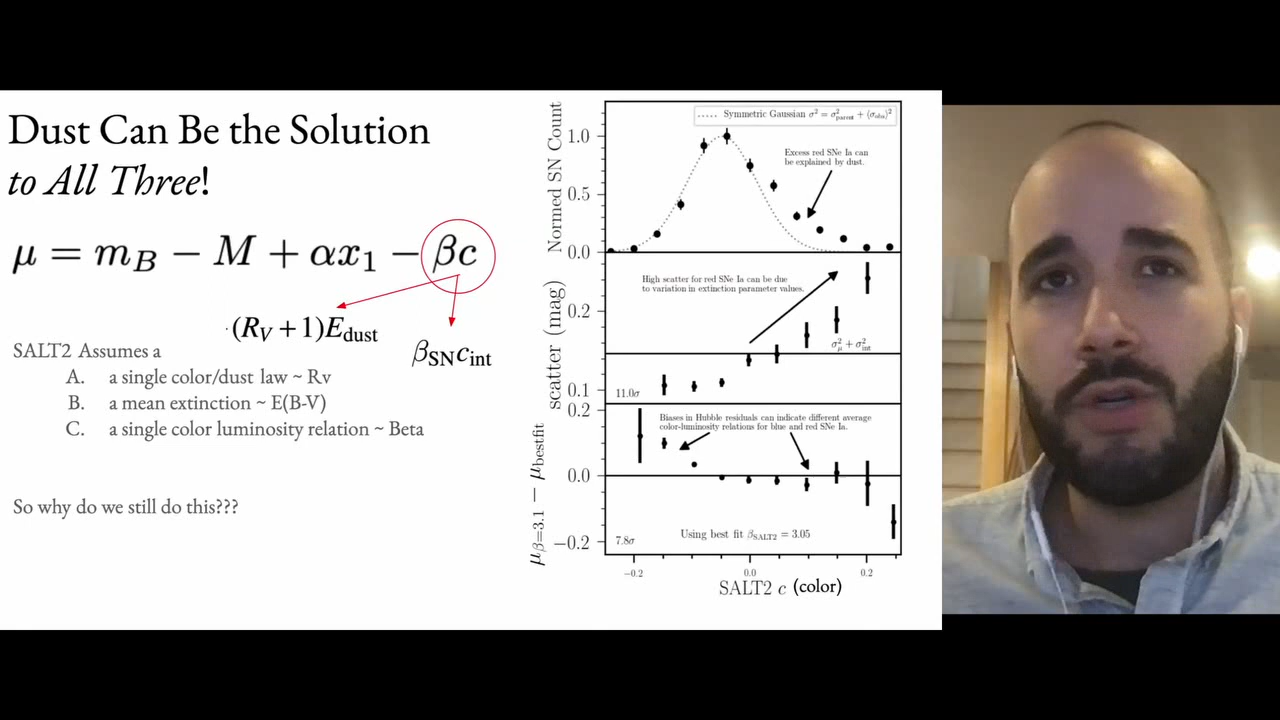 Dust Can Be the Solution
to All Three!
μ = m_B − M + αx_1 − βc
(R_V + 1)E_dust
β_SN c_int
SALT2 Assumes a
A. a single color/dust law ~ Rv
B. a mean extinction ~ E(B-V)
C. a single color luminosity relation ~ Beta
So why do we still do this???
Normed SN Count
1.0
0.5
0.0
Symmetric Gaussian σ² = σ²_parent + ⟨σ_obs⟩²
Excess red SNe Ia can
be explained by dust.
scatter (mag)
0.2
0.1
High scatter for red SNe Ia can be due
to variation in extinction parameter values.
σ²_μ + σ²_int
11.0σ
μ_β=3.1 − μ_bestfit
0.2
0.0
−0.2
Biases in Hubble residuals can indicate different average
color-luminosity relations for blue and red SNe Ia.
7.8σ
Using best fit β_SALT2 = 3.05
−0.2 0.0 0.2
SALT2 c (color)